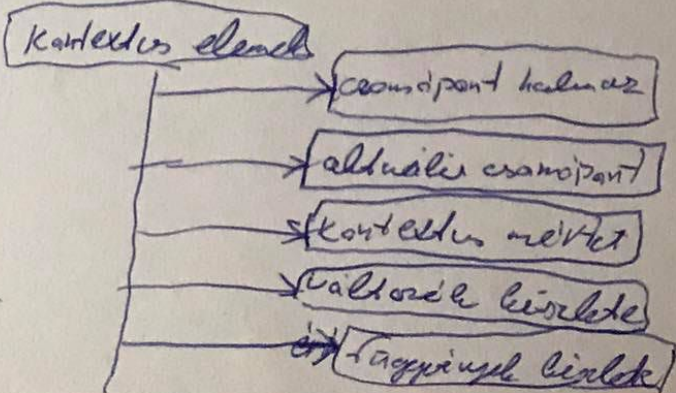 Kontextus elemek
csomópont halmaz
aktuális csomópont
kontextus méret
változók készlete
függvények készlete